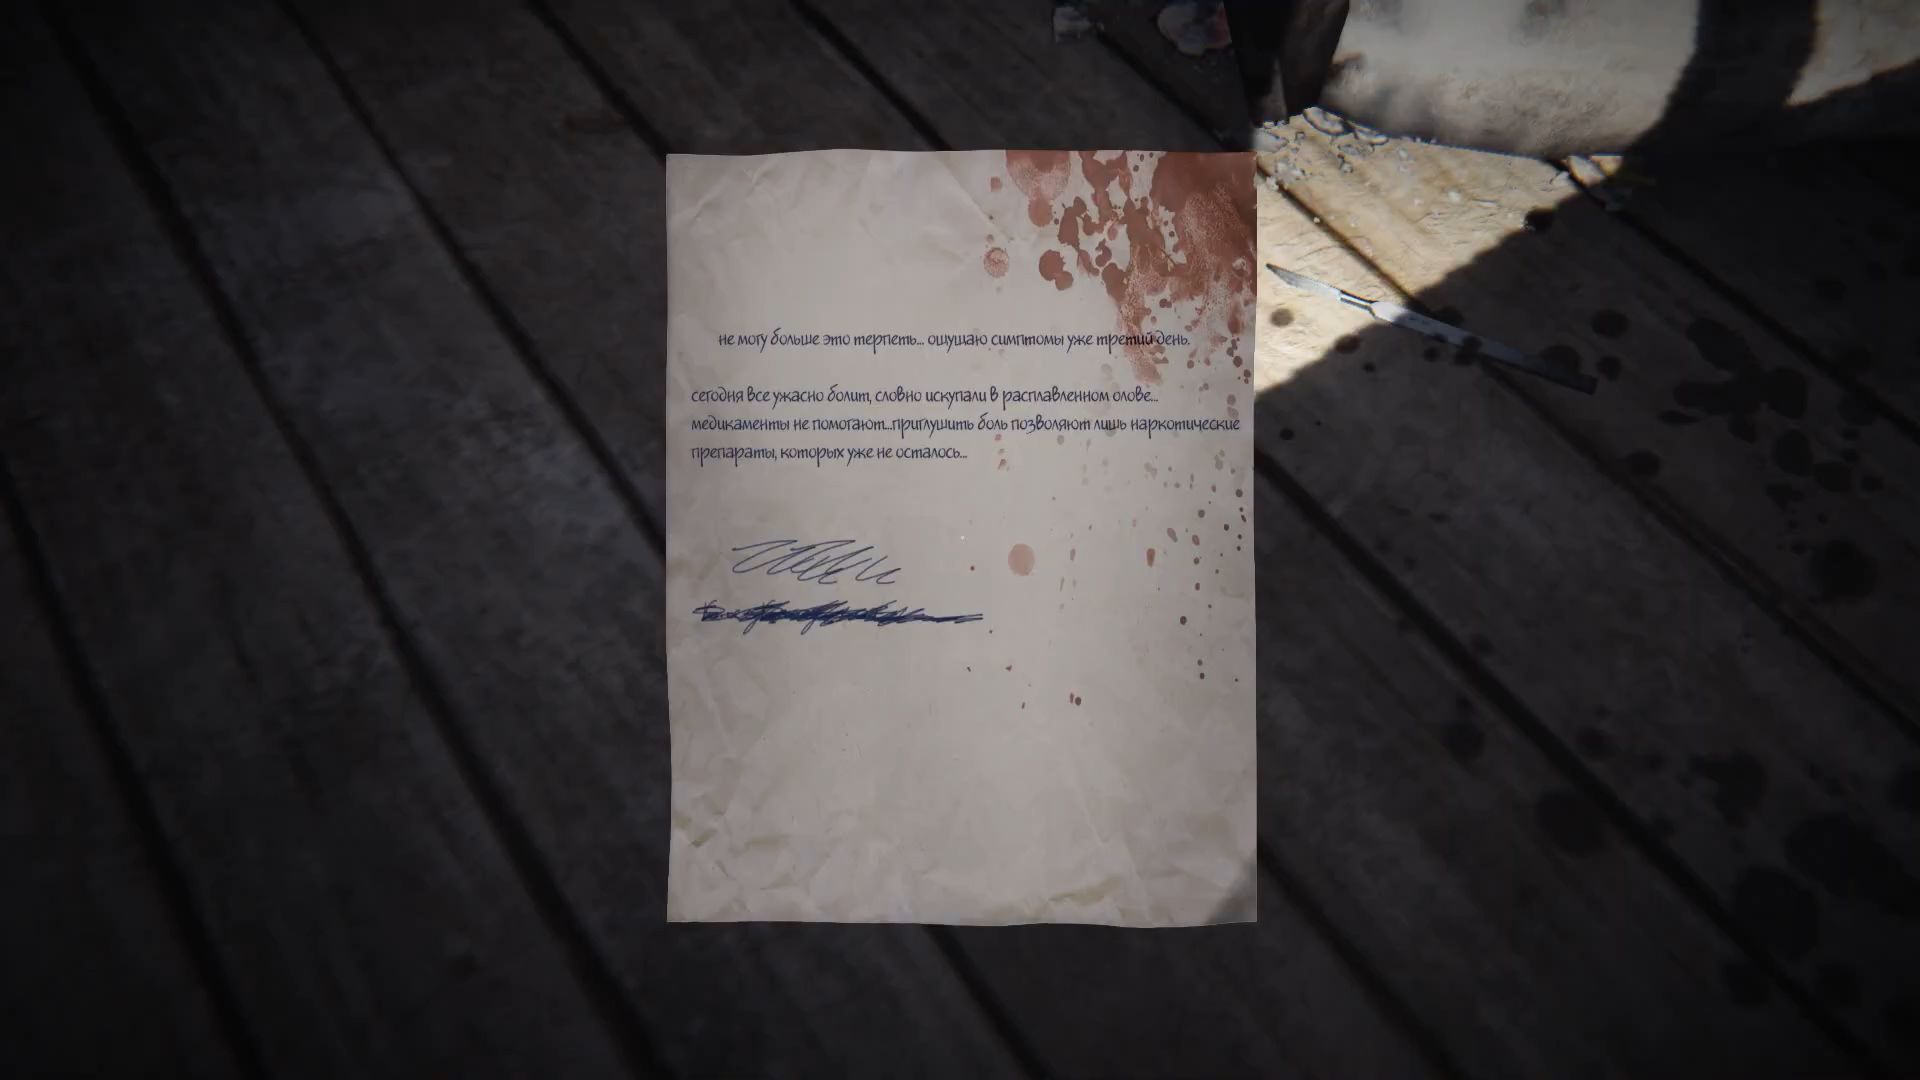 не могу больше это терпеть... ощущаю симптомы уже третий день.
сегодня все ужасно болит, словно искупали в расплавленном олове...
медикаменты не помогают...приглушить боль позволяют лишь наркотические
препараты, которых уже не осталось...